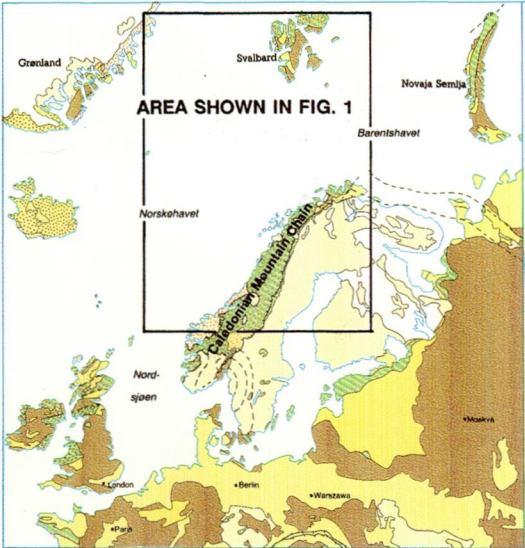 Grønland
Svalbard
Novaja Semlja
AREA SHOWN IN FIG. 1
Barentshavet
Norskehavet
Caledonian Mountain Chain
Nord-
sjøen
Moskva
London
Berlin
Warszawa
Paris